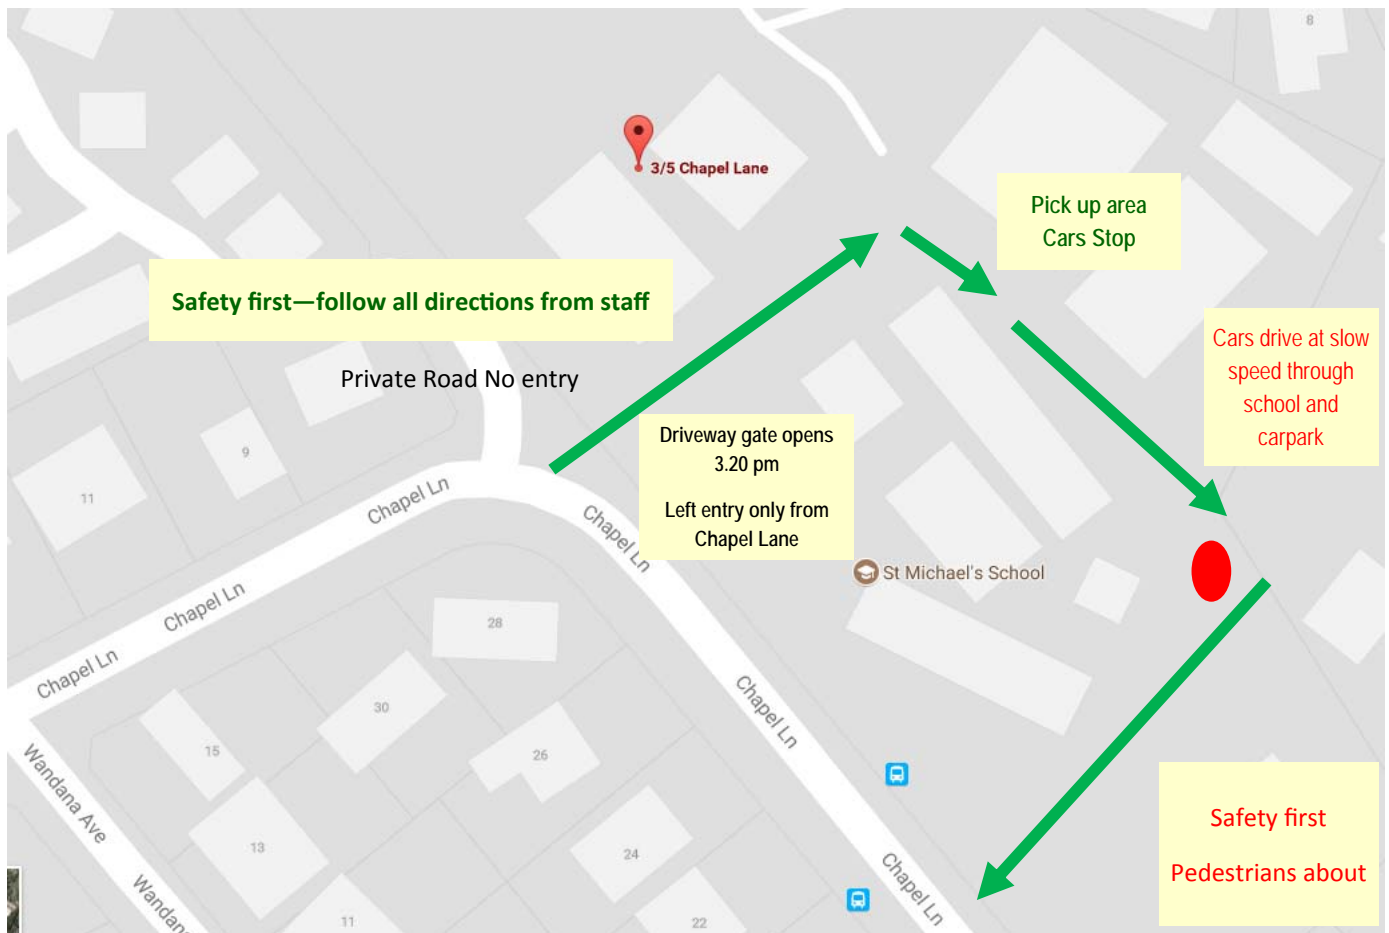 8
3/5 Chapel Lane
Pick up area
Cars Stop
Safety first—follow all directions from staff
Cars drive at slow
speed through
school and
carpark
Private Road No entry
Driveway gate opens
3.20 pm
Left entry only from
Chapel Lane
9
11
Chapel Ln
Chapel Ln
St Michael's School
Chapel Ln
28
Chapel Ln
Chapel Ln
30
15
26
Wandana Ave
Safety first
Pedestrians about
13
24
Chapel Ln
Wandana
11
22